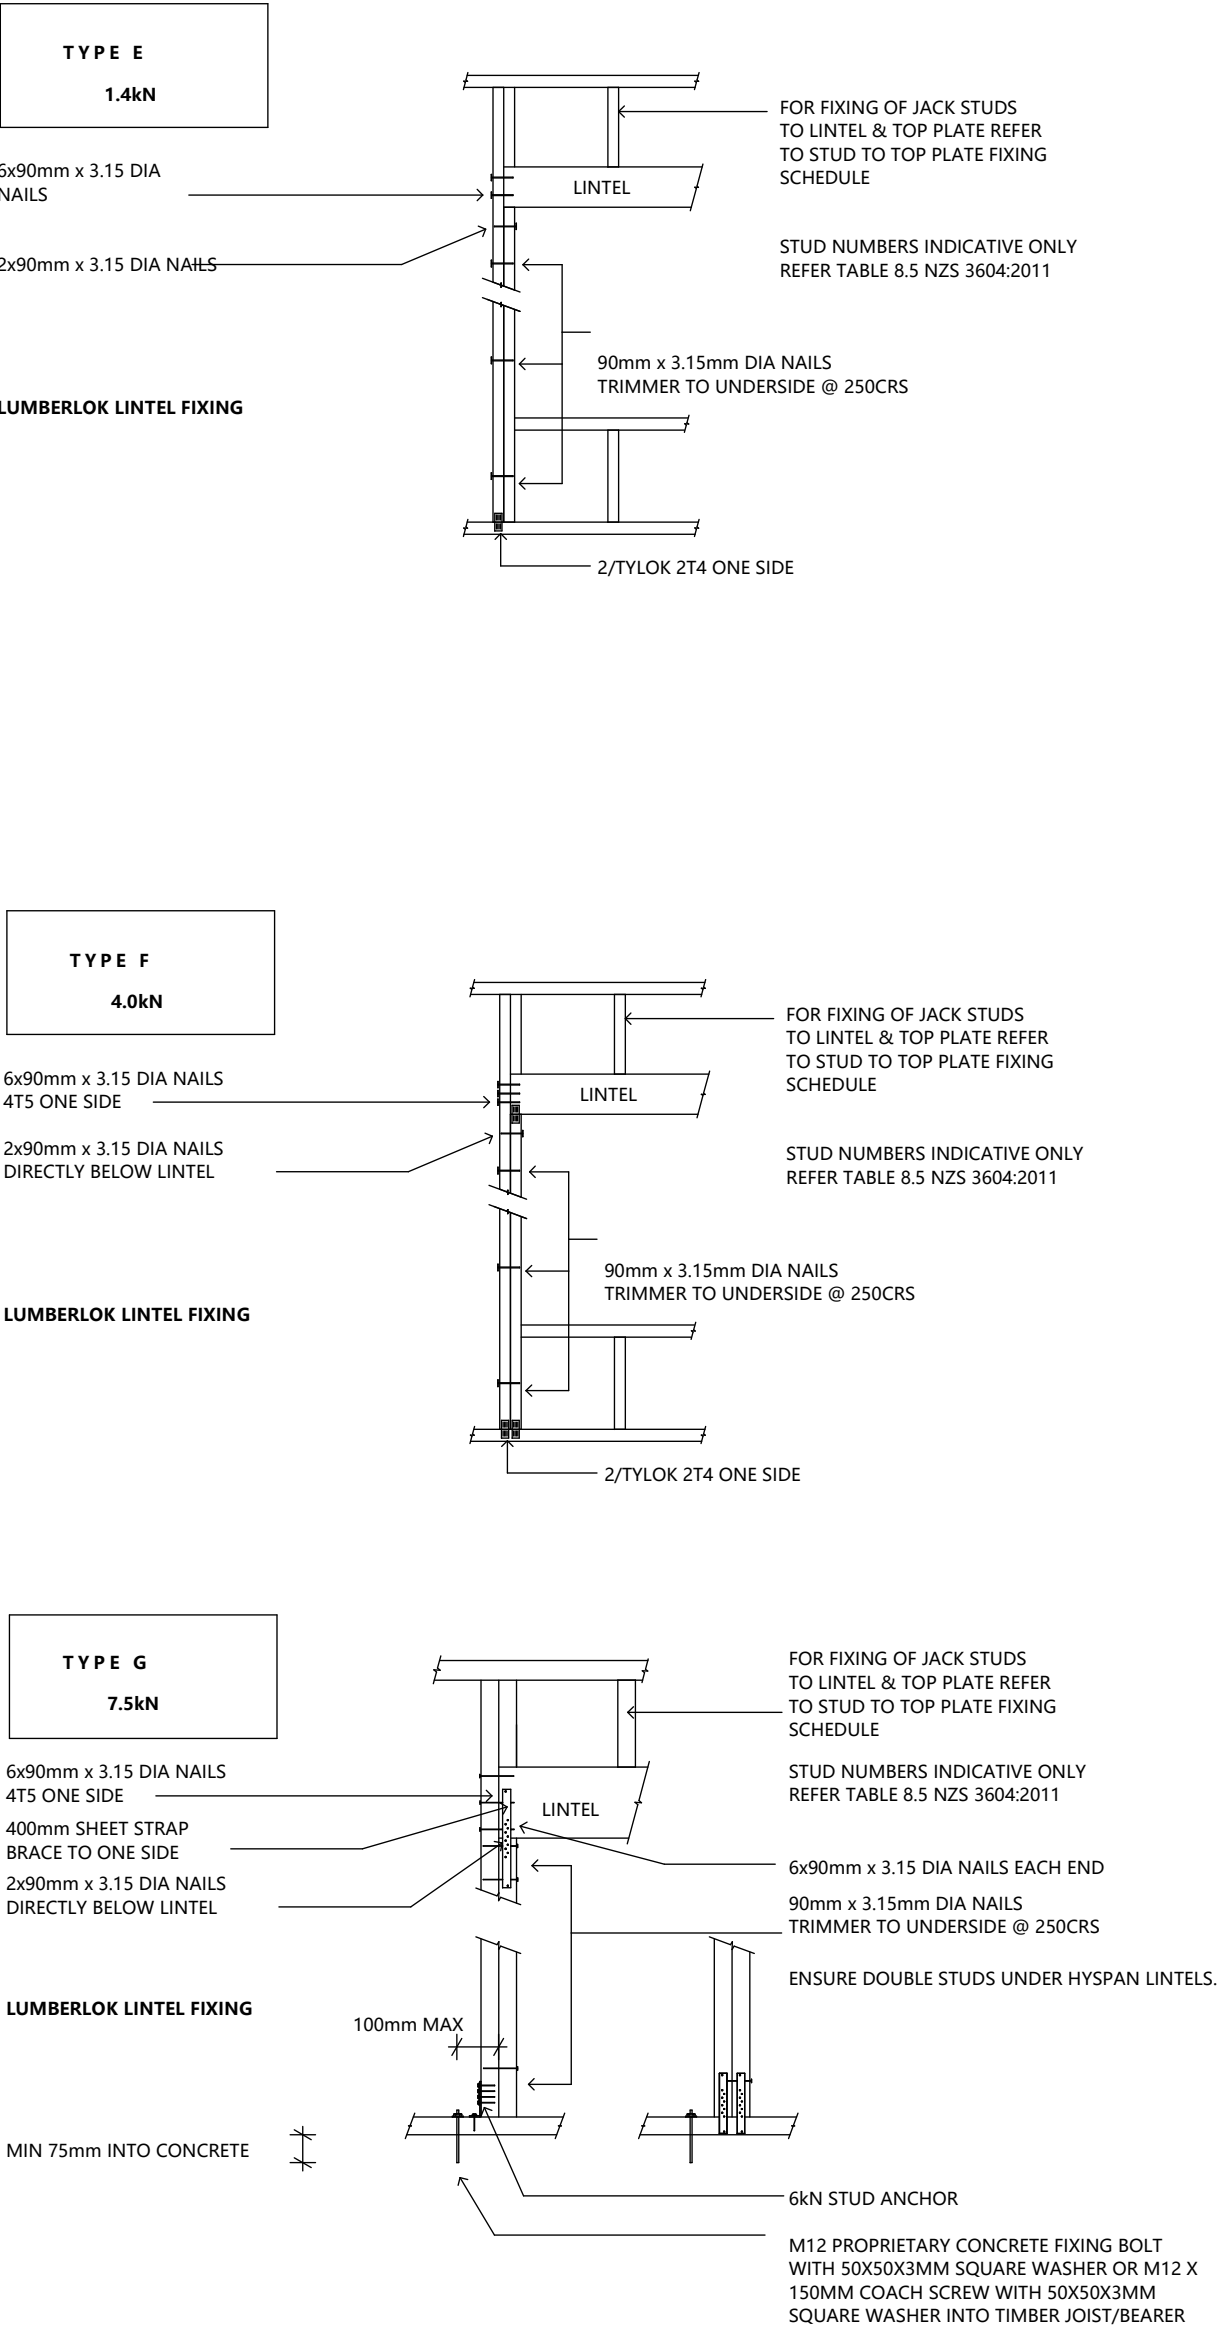 TYPE E
1.4kN
6x90mm x 3.15 DIA
NAILS
2x90mm x 3.15 DIA NAILS
LUMBERLOK LINTEL FIXING
LINTEL
FOR FIXING OF JACK STUDS
TO LINTEL & TOP PLATE REFER
TO STUD TO TOP PLATE FIXING
SCHEDULE
STUD NUMBERS INDICATIVE ONLY
REFER TABLE 8.5 NZS 3604:2011
90mm x 3.15mm DIA NAILS
TRIMMER TO UNDERSIDE @ 250CRS
2/TYLOK 2T4 ONE SIDE
TYPE F
4.0kN
6x90mm x 3.15 DIA NAILS
4T5 ONE SIDE
2x90mm x 3.15 DIA NAILS
DIRECTLY BELOW LINTEL
LUMBERLOK LINTEL FIXING
LINTEL
FOR FIXING OF JACK STUDS
TO LINTEL & TOP PLATE REFER
TO STUD TO TOP PLATE FIXING
SCHEDULE
STUD NUMBERS INDICATIVE ONLY
REFER TABLE 8.5 NZS 3604:2011
90mm x 3.15mm DIA NAILS
TRIMMER TO UNDERSIDE @ 250CRS
2/TYLOK 2T4 ONE SIDE
TYPE G
7.5kN
6x90mm x 3.15 DIA NAILS
4T5 ONE SIDE
400mm SHEET STRAP
BRACE TO ONE SIDE
2x90mm x 3.15 DIA NAILS
DIRECTLY BELOW LINTEL
LUMBERLOK LINTEL FIXING
LINTEL
FOR FIXING OF JACK STUDS
TO LINTEL & TOP PLATE REFER
TO STUD TO TOP PLATE FIXING
SCHEDULE
STUD NUMBERS INDICATIVE ONLY
REFER TABLE 8.5 NZS 3604:2011
6x90mm x 3.15 DIA NAILS EACH END
90mm x 3.15mm DIA NAILS
TRIMMER TO UNDERSIDE @ 250CRS
ENSURE DOUBLE STUDS UNDER HYSPAN LINTELS.
100mm MAX
MIN 75mm INTO CONCRETE
6kN STUD ANCHOR
M12 PROPRIETARY CONCRETE FIXING BOLT
WITH 50X50X3MM SQUARE WASHER OR M12 X
150MM COACH SCREW WITH 50X50X3MM
SQUARE WASHER INTO TIMBER JOIST/BEARER